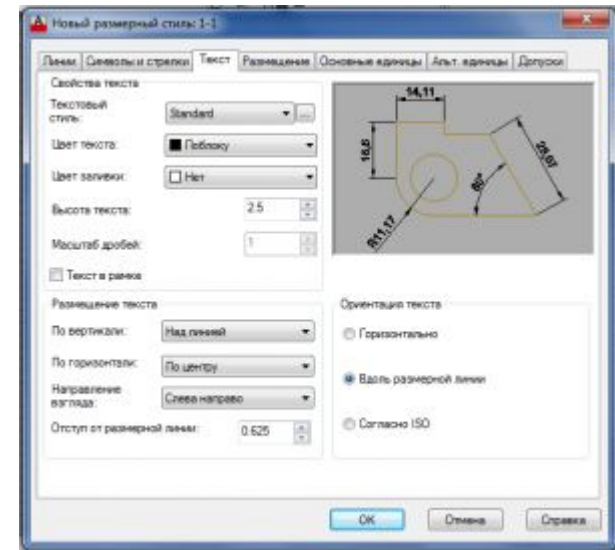 Новый размерный стиль: 1-1
Линии Символы и стрелки Текст Размещение Основные единицы Альт. единицы Допуски
Свойства текста
Текстовый стиль: Standard ...
Цвет текста: Поблоку
Цвет заливки: Нет
Высота текста: 2.5
Масштаб дробей: 1
Текст в рамке
14,11
16,6
28,07
60°
R11,17
Размещение текста
По вертикали: Над линией
По горизонтали: По центру
Направление взгляда: Слева направо
Отступ от размерной линии: 0.625
Ориентация текста
Горизонтально
Вдоль размерной линии
Согласно ISO
OK Отмена Справка